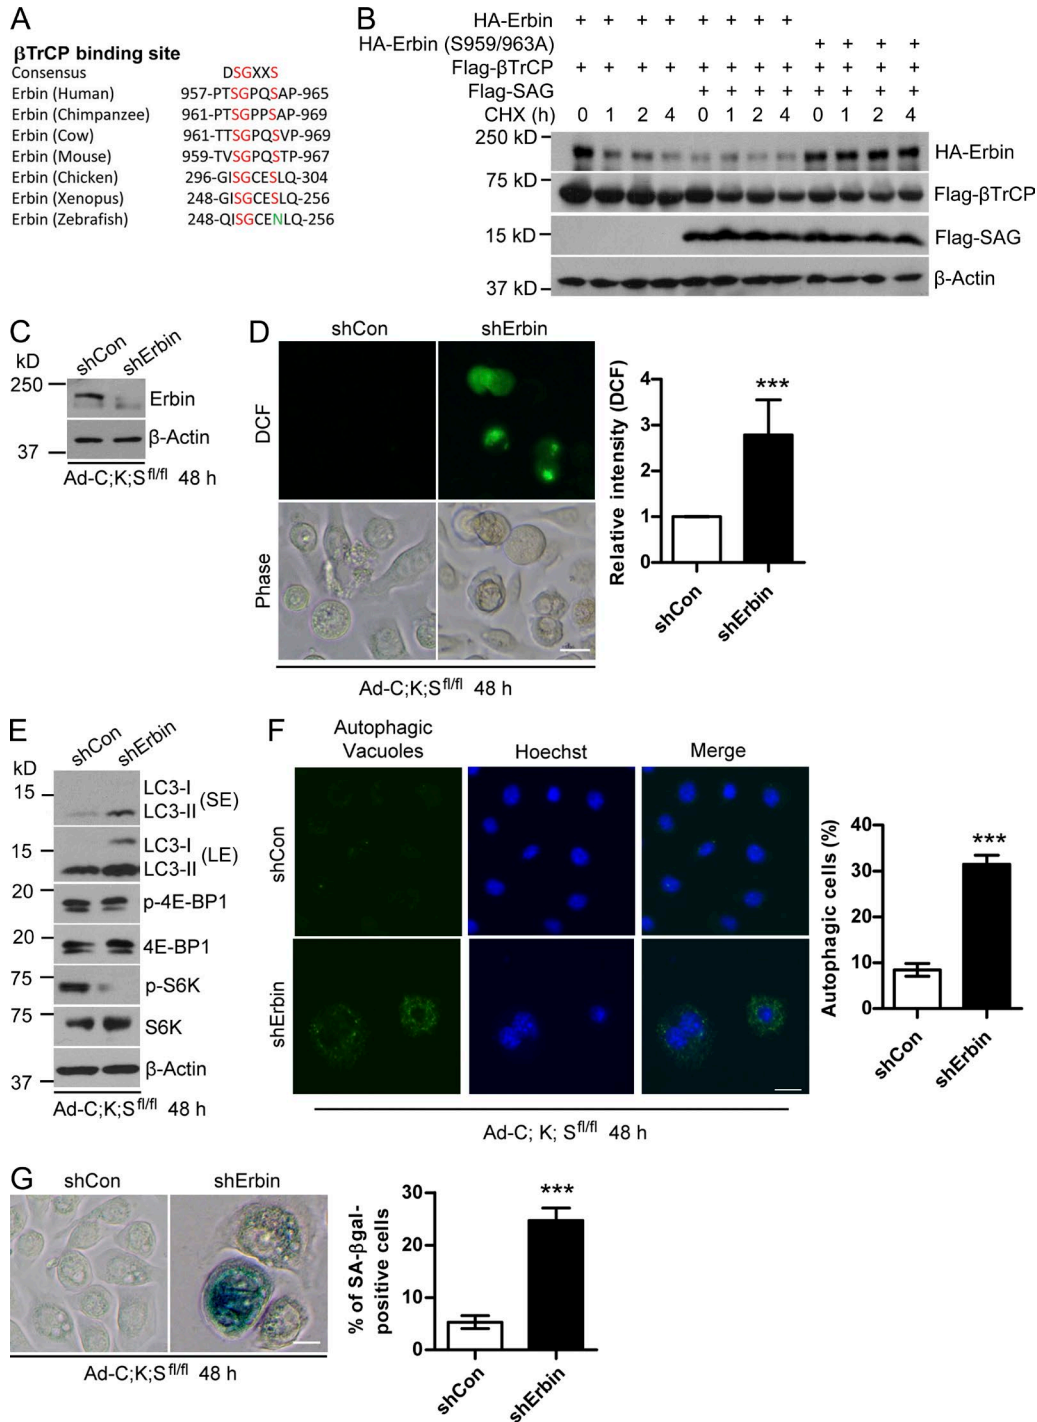 A
βTrCP binding site
Consensus DSGXXS
Erbin (Human) 957-PTSGPQSAP-965
Erbin (Chimpanzee) 961-PTSGPPSAP-969
Erbin (Cow) 961-TTSGPQSVP-969
Erbin (Mouse) 959-TVSGPQSTP-967
Erbin (Chicken) 296-GISGCESLQ-304
Erbin (Xenopus) 248-GISGCESLQ-256
Erbin (Zebrafish) 248-QISGCENLQ-256
B
HA-Erbin + + + + + + + +
HA-Erbin (S959/963A) + + + +
Flag-βTrCP + + + + + + + + + + + +
Flag-SAG + + + + + + + +
CHX (h) 0 1 2 4 0 1 2 4 0 1 2 4
250 kD HA-Erbin
75 kD Flag-βTrCP
15 kD Flag-SAG
37 kD β-Actin
C
shCon shErbin
kD
250 Erbin
37 β-Actin
Ad-C;K;Sfl/fl 48 h
D
shCon shErbin
DCF
Phase
Ad-C;K;Sfl/fl 48 h
Relative intensity (DCF)
4
3
2
1
0
***
shCon shErbin
E
shCon shErbin
kD
15 LC3-I
LC3-II (SE)
15 LC3-I
LC3-II (LE)
20 p-4E-BP1
20 4E-BP1
75 p-S6K
75 S6K
37 β-Actin
Ad-C;K;Sfl/fl 48 h
F
Autophagic
Vacuoles Hoechst Merge
shCon
shErbin
Ad-C; K; Sfl/fl 48 h
Autophagic cells (%)
40
30
20
10
0
***
shCon shErbin
G
shCon shErbin
Ad-C;K;Sfl/fl 48 h
% of SA-βgal-
positive cells
30
20
10
0
***
shCon shErbin